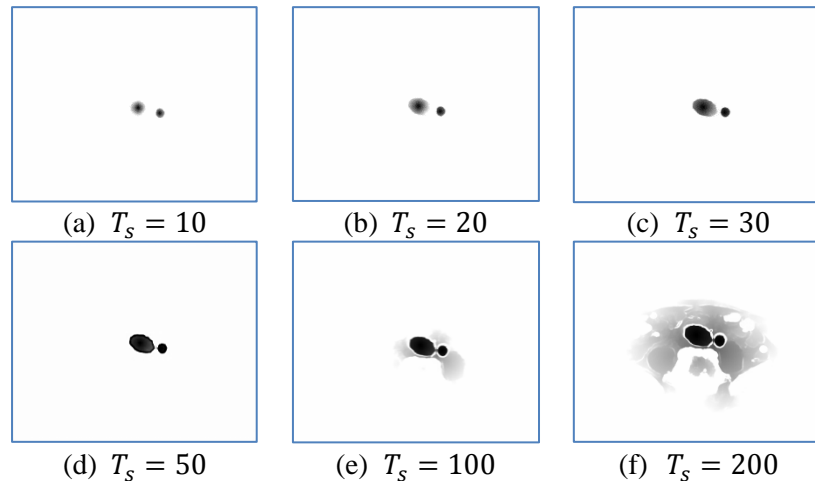 (a) T_s = 10
(b) T_s = 20
(c) T_s = 30
(d) T_s = 50
(e) T_s = 100
(f) T_s = 200